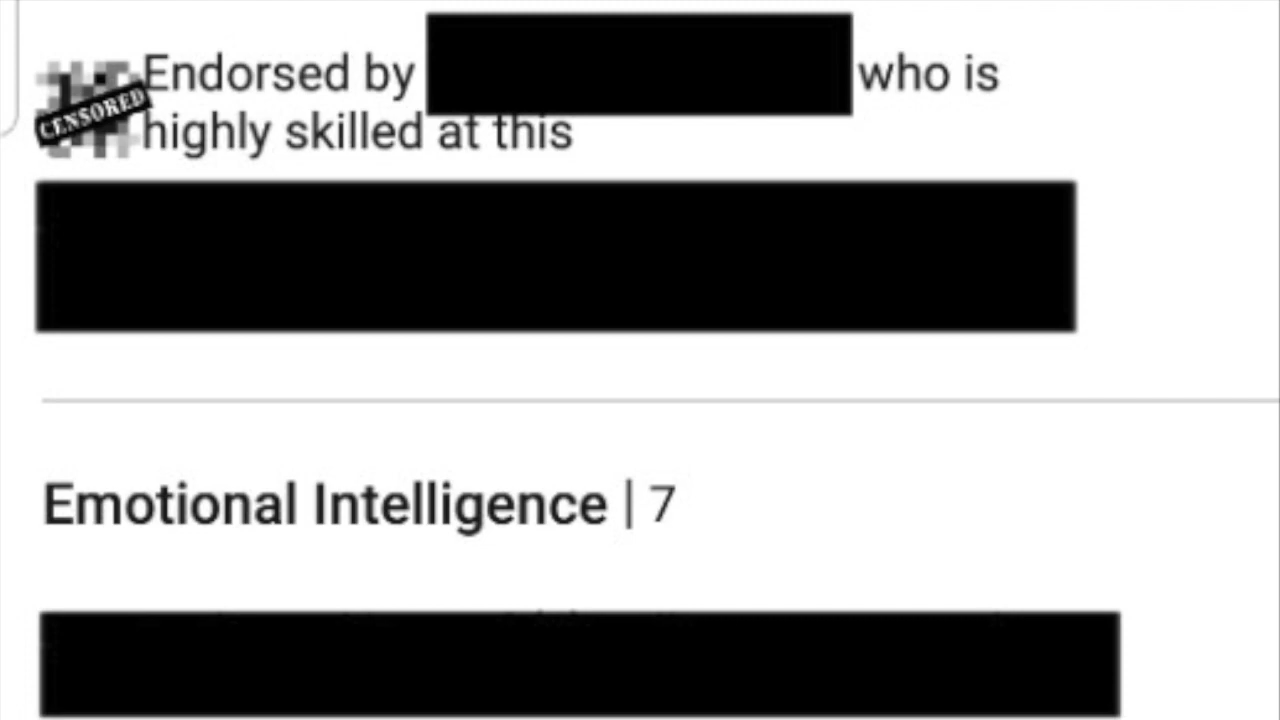 Endorsed by who is
CENSORED
highly skilled at this
Emotional Intelligence | 7